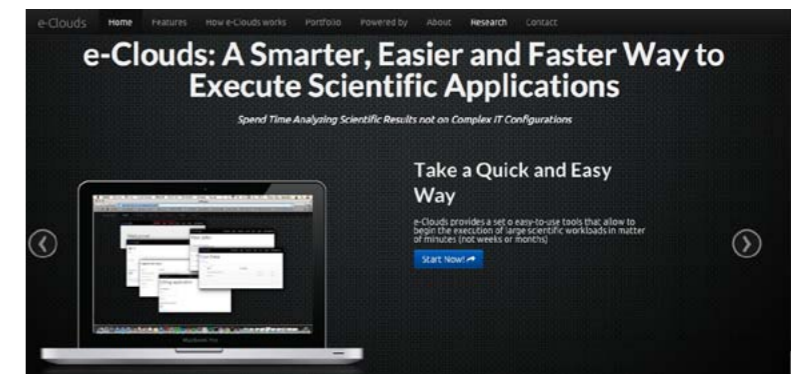 e-Clouds Home Features How e-Clouds works Portfolio Powered by About Research Contact
e-Clouds: A Smarter, Easier and Faster Way to
Execute Scientific Applications
Spend Time Analyzing Scientific Results not on Complex IT Configurations
Take a Quick and Easy
Way
e-Clouds provides a set o easy-to-use tools that allow to
begin the execution of large scientific workloads in matter
of minutes (not weeks or months)
Start Now!
MacBook Pro